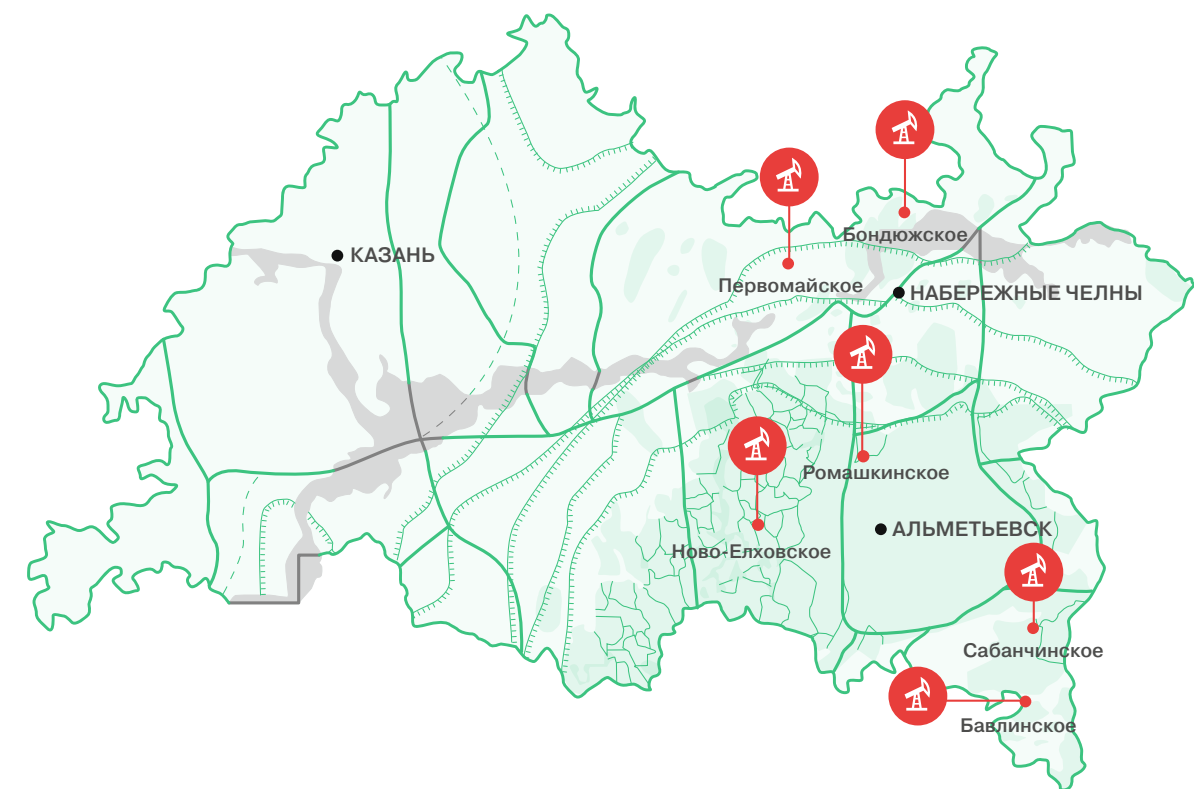 Бондюжское
КАЗАНЬ
Первомайское
НАБЕРЕЖНЫЕ ЧЕЛНЫ
Ромашкинское
АЛЬМЕТЬЕВСК
Ново-Елховское
Сабанчинское
Бавлинское